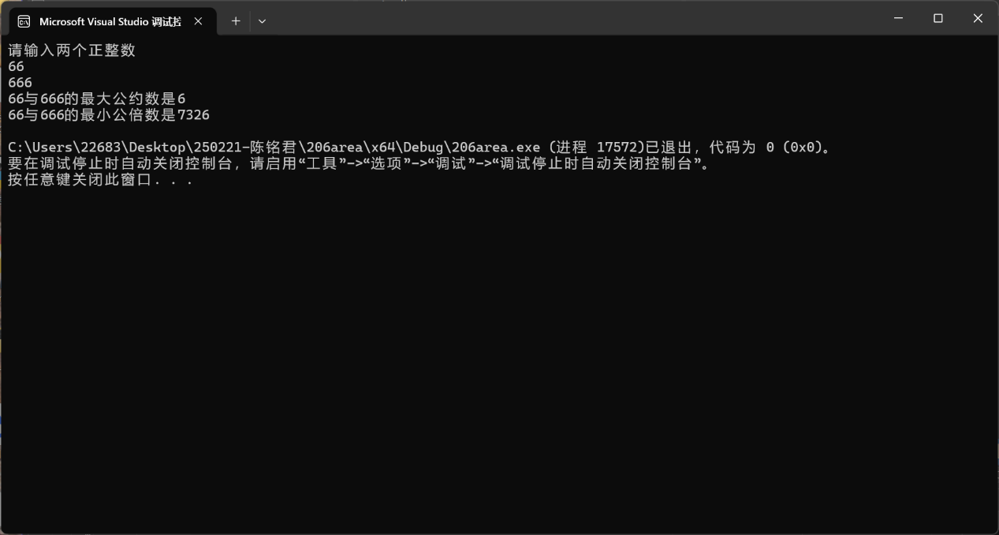 Microsoft Visual Studio 调试控
请输入两个正整数
66
666
66与666的最大公约数是6
66与666的最小公倍数是7326
C:\Users\22683\Desktop\250221-陈铭君\206area\x64\Debug\206area.exe (进程 17572)已退出，代码为 0 (0x0)。
要在调试停止时自动关闭控制台，请启用“工具”->“选项”->“调试”->“调试停止时自动关闭控制台”。
按任意键关闭此窗口. . .